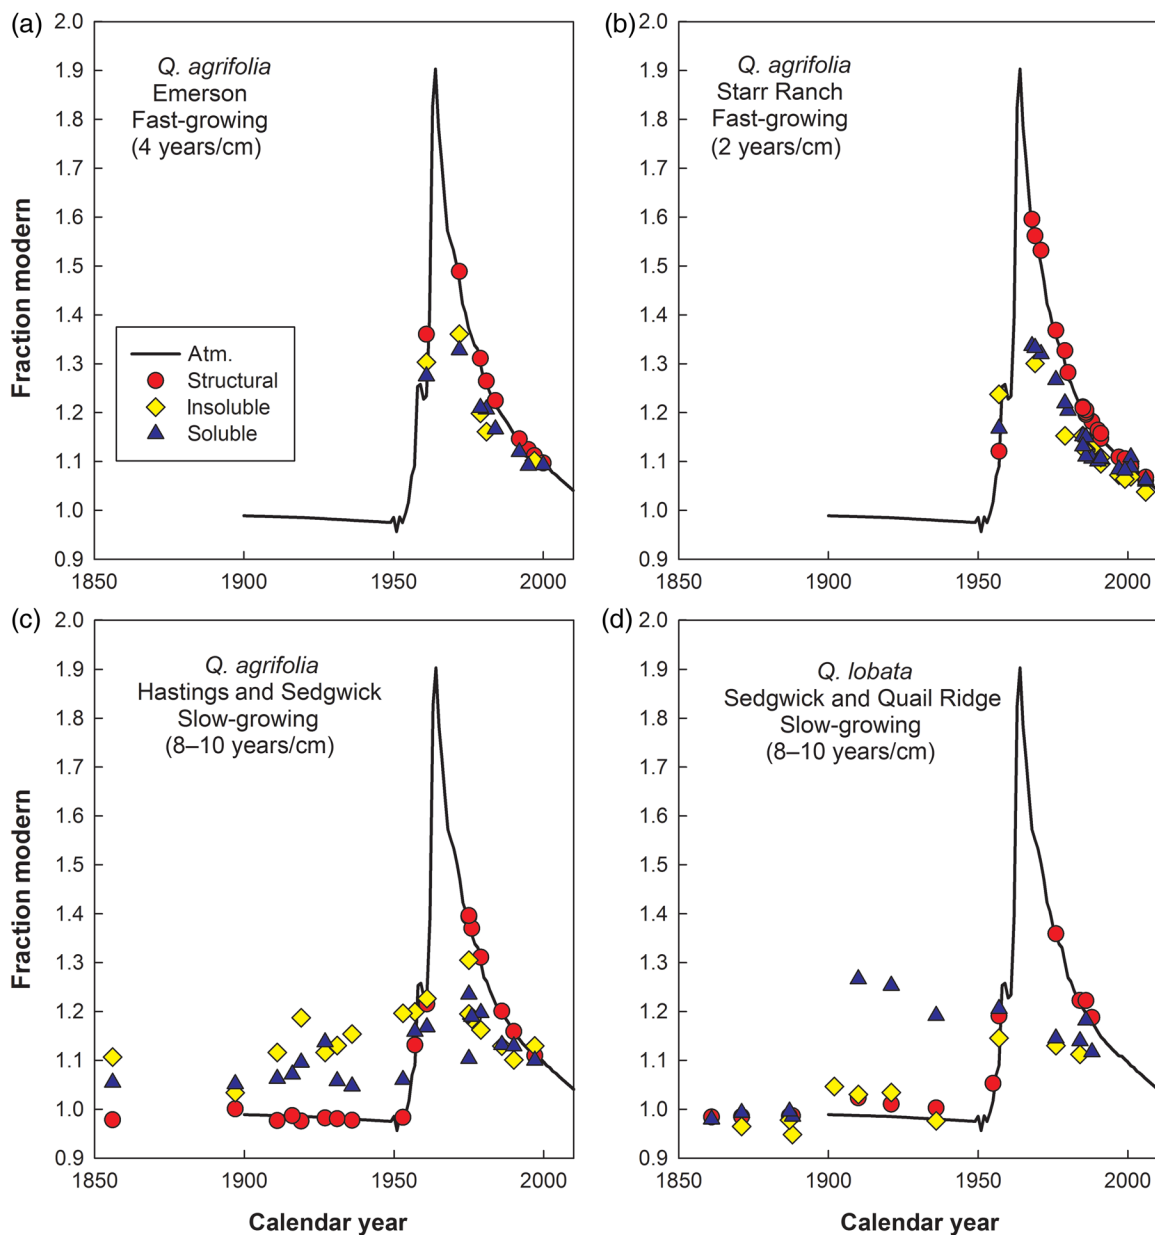 (a)
2.0
1.9
1.8
1.7
1.6
1.5
1.4
1.3
1.2
1.1
1.0
0.9
Fraction modern
Q. agrifolia
Emerson
Fast-growing
(4 years/cm)
Atm.
Structural
Insoluble
Soluble
1850
1900
1950
2000
(b)
2.0
1.9
1.8
1.7
1.6
1.5
1.4
1.3
1.2
1.1
1.0
0.9
Q. agrifolia
Starr Ranch
Fast-growing
(2 years/cm)
1850
1900
1950
2000
(c)
2.0
1.9
1.8
1.7
1.6
1.5
1.4
1.3
1.2
1.1
1.0
0.9
Fraction modern
Q. agrifolia
Hastings and Sedgwick
Slow-growing
(8–10 years/cm)
1850
1900
1950
2000
Calendar year
(d)
2.0
1.9
1.8
1.7
1.6
1.5
1.4
1.3
1.2
1.1
1.0
0.9
Q. lobata
Sedgwick and Quail Ridge
Slow-growing
(8–10 years/cm)
1850
1900
1950
2000
Calendar year